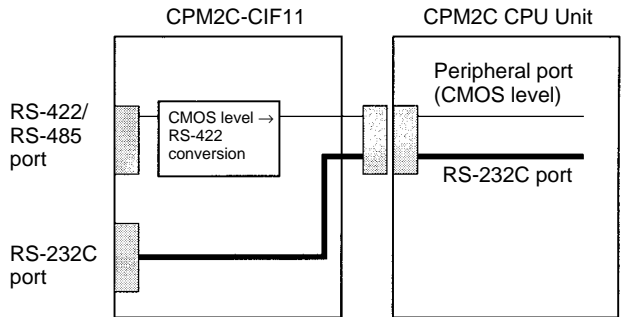 CPM2C-CIF11
CPM2C CPU Unit
Peripheral port
(CMOS level)
RS-422/
RS-485
port
CMOS level →
RS-422
conversion
RS-232C port
RS-232C
port